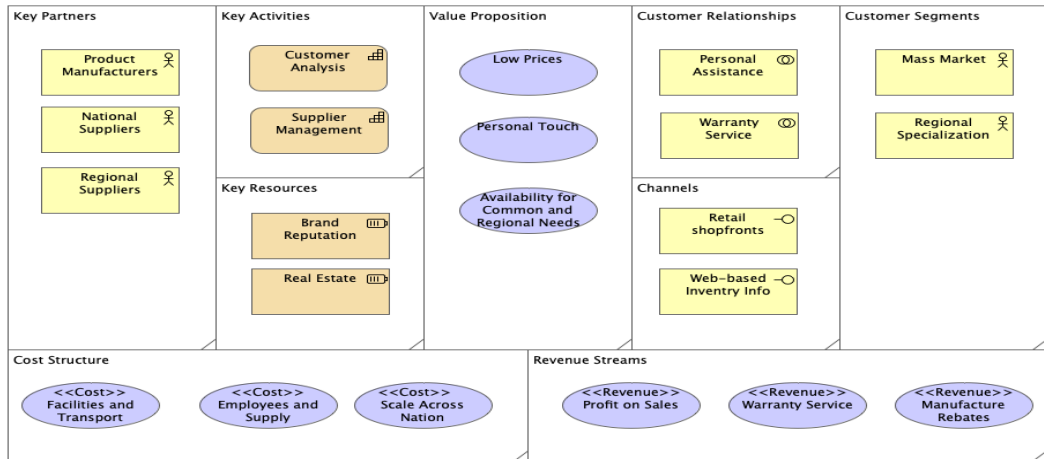 Key Partners
Product
Manufacturers
National
Suppliers
Regional
Suppliers
Key Activities
Customer
Analysis
Supplier
Management
Key Resources
Brand
Reputation
Real Estate
Value Proposition
Low Prices
Personal Touch
Availability for
Common and
Regional Needs
Customer Relationships
Personal
Assistance
Warranty
Service
Channels
Retail
shopfronts
Web-based
Inventry Info
Customer Segments
Mass Market
Regional
Specialization
Cost Structure
<<Cost>>
Facilities and
Transport
<<Cost>>
Employees and
Supply
<<Cost>>
Scale Across
Nation
Revenue Streams
<<Revenue>>
Profit on Sales
<<Revenue>>
Warranty Service
<<Revenue>>
Manufacture
Rebates